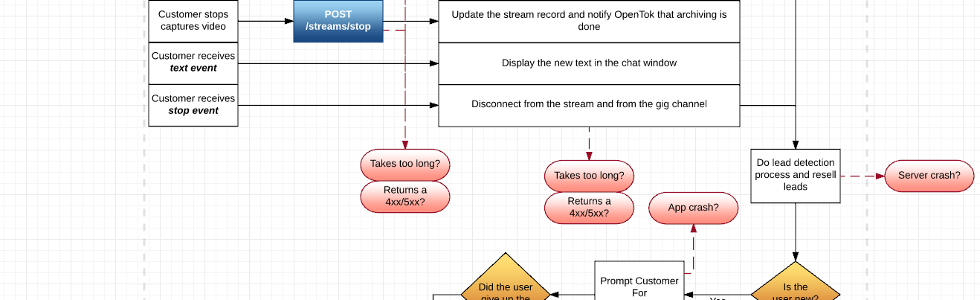 Customer stops
captures video
POST
/streams/stop
Update the stream record and notify OpenTok that archiving is
done
Customer receives
text event
Display the new text in the chat window
Customer receives
stop event
Disconnect from the stream and from the gig channel
Takes too long?
Returns a
4xx/5xx?
Takes too long?
Returns a
4xx/5xx?
Do lead detection
process and resell
leads
Server crash?
App crash?
Did the user
give up the
Prompt Customer
For
Yes
Is the
user new?